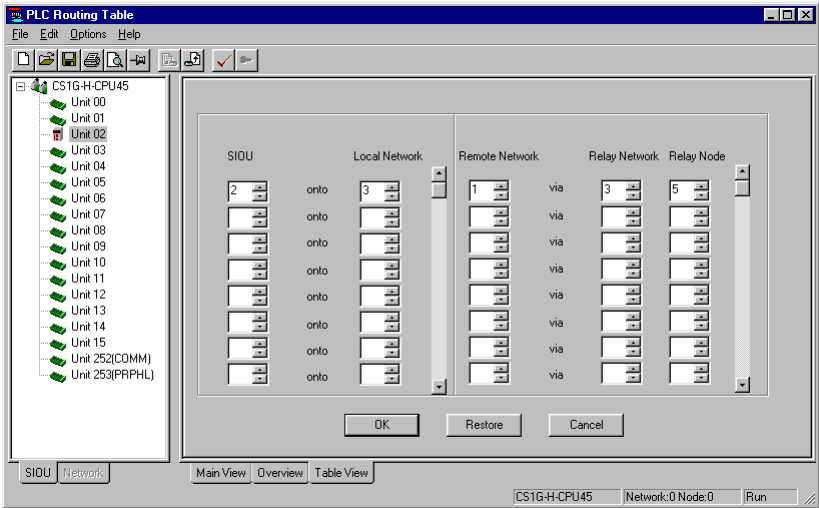 PLC Routing Table
File Edit Options Help
CS1G-H-CPU45
Unit 00
Unit 01
Unit 02
Unit 03
Unit 04
Unit 05
Unit 06
Unit 07
Unit 08
Unit 09
Unit 10
Unit 11
Unit 12
Unit 13
Unit 14
Unit 15
Unit 252(COMM)
Unit 253(PRPHL)
SIOU Network
SIOU Local Network Remote Network Relay Network Relay Node
2 onto 3 1 via 3 5
onto via
onto via
onto via
onto via
onto via
onto via
onto via
OK Restore Cancel
Main View Overview Table View
CS1G-H-CPU45 Network:0 Node:0 Run